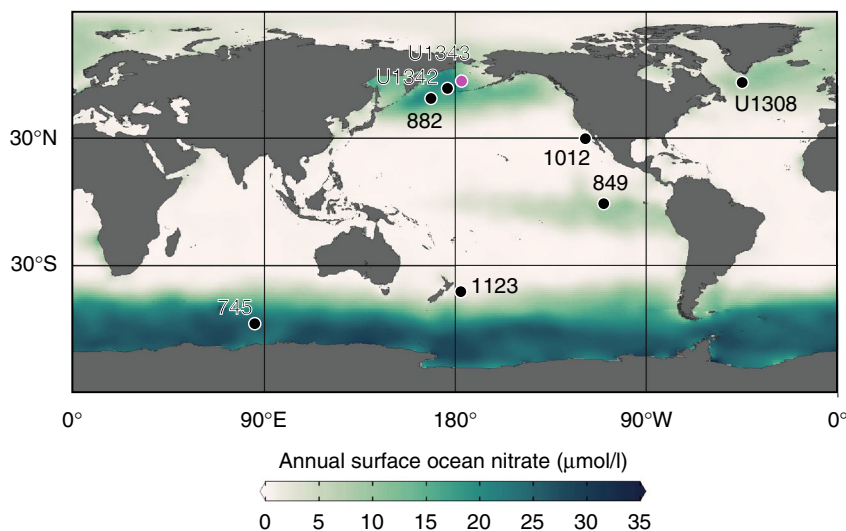 U1343
U1342
882
U1308
30°N
1012
849
30°S
1123
745
0°
90°E
180°
90°W
0°
Annual surface ocean nitrate (μmol/l)
0 5 10 15 20 25 30 35